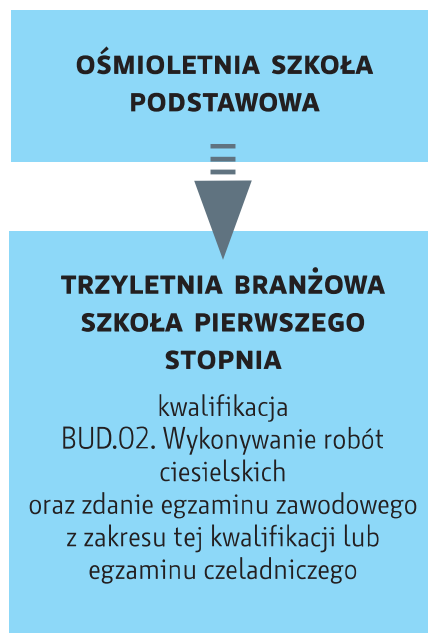 OŚMIOLETNIA SZKOŁA
PODSTAWOWA
TRZYLETNIA BRANŻOWA
SZKOŁA PIERWSZEGO
STOPNIA
kwalifikacja
BUD.02. Wykonywanie robót
ciesielskich
oraz zdanie egzaminu zawodowego
z zakresu tej kwalifikacji lub
egzaminu czeladniczego